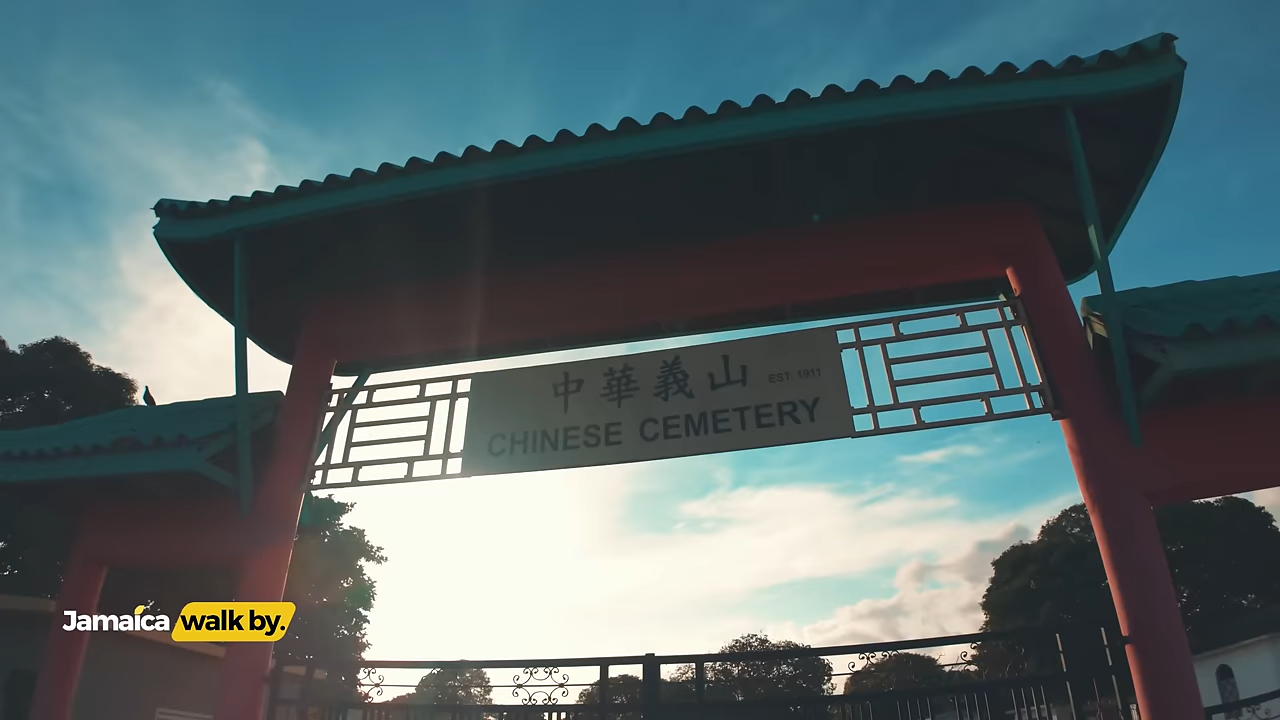 中華義山 EST. 1911
CHINESE CEMETERY
Jamaica walk by.